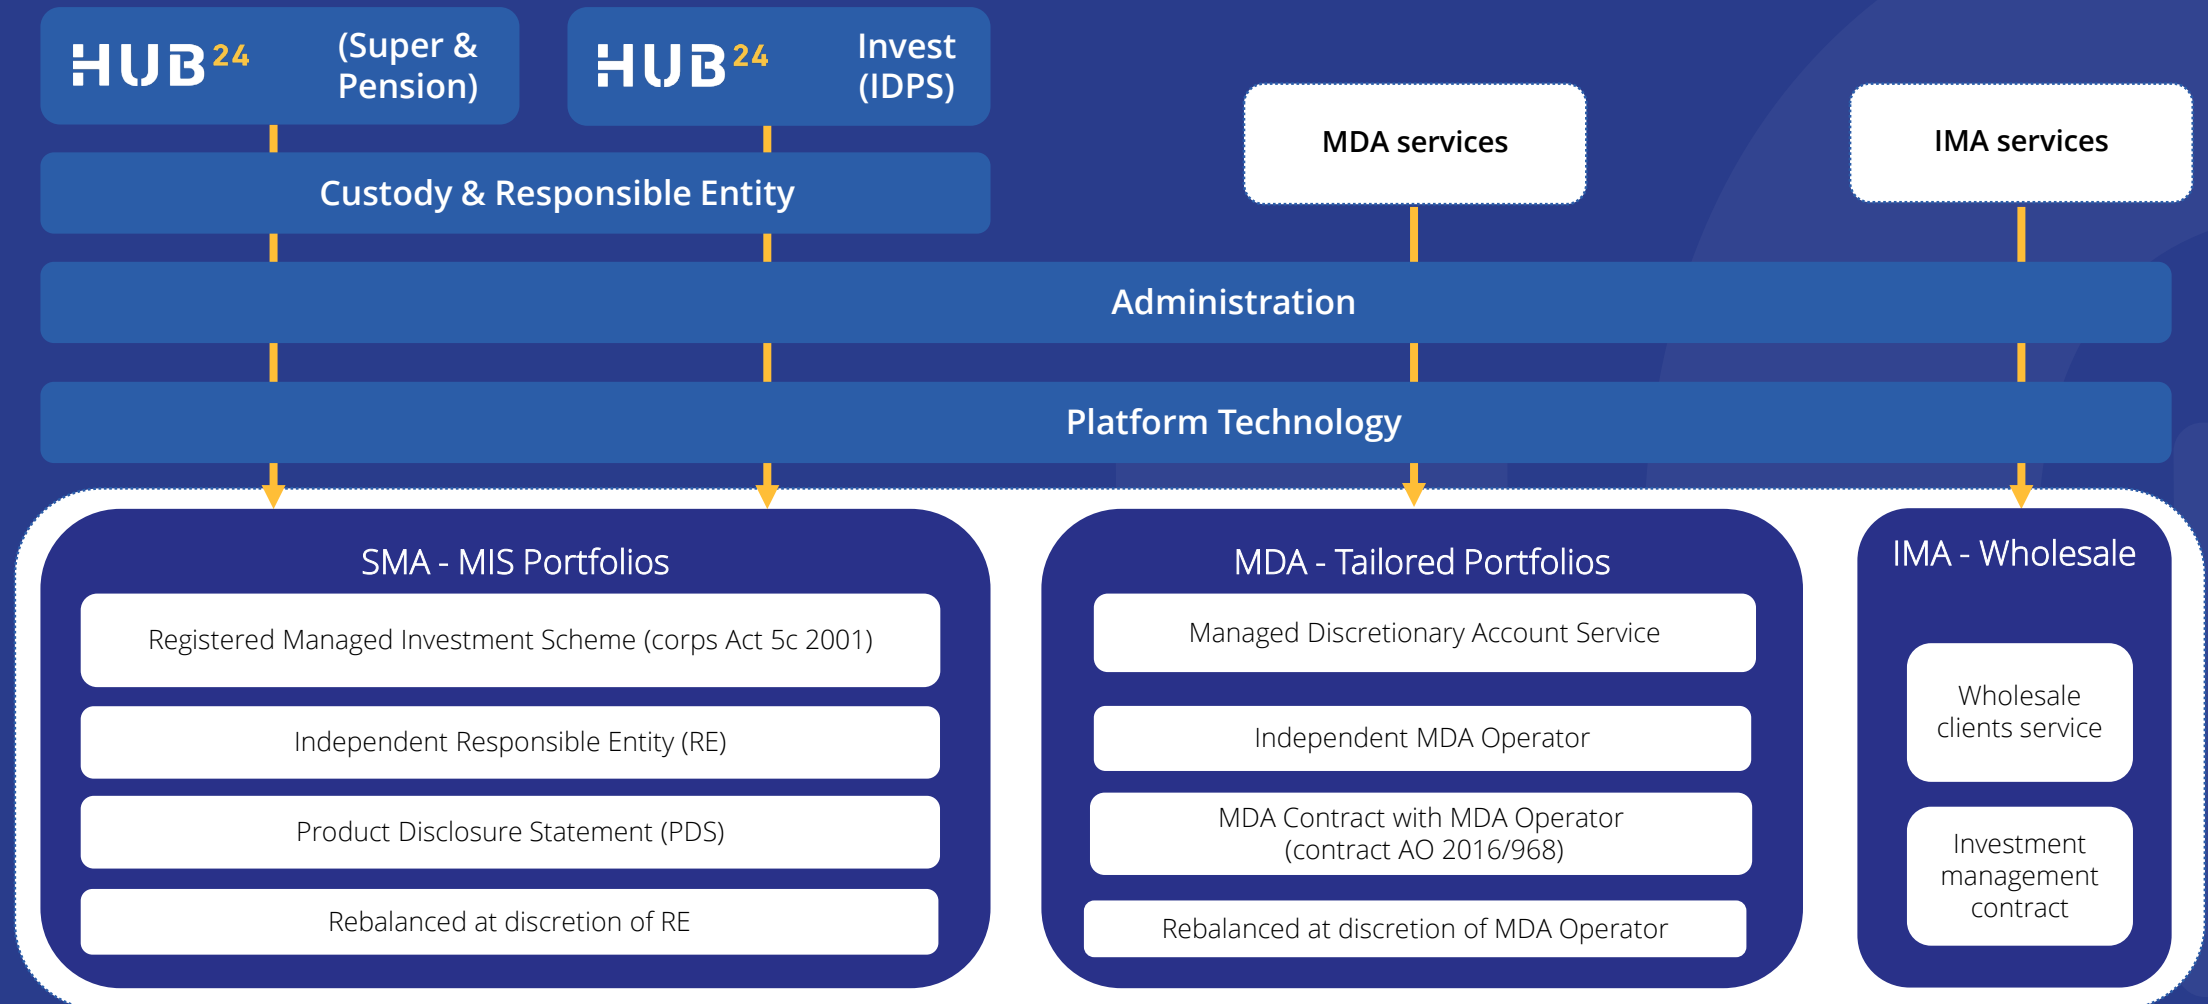 HUB24
(Super &
Pension)
HUB24
Invest
(IDPS)
MDA services
IMA services
Custody & Responsible Entity
Administration
Platform Technology
SMA - MIS Portfolios
Registered Managed Investment Scheme (corps Act 5c 2001)
Independent Responsible Entity (RE)
Product Disclosure Statement (PDS)
Rebalanced at discretion of RE
MDA - Tailored Portfolios
Managed Discretionary Account Service
Independent MDA Operator
MDA Contract with MDA Operator
(contract AO 2016/968)
Rebalanced at discretion of MDA Operator
IMA - Wholesale
Wholesale
clients service
Investment
management
contract